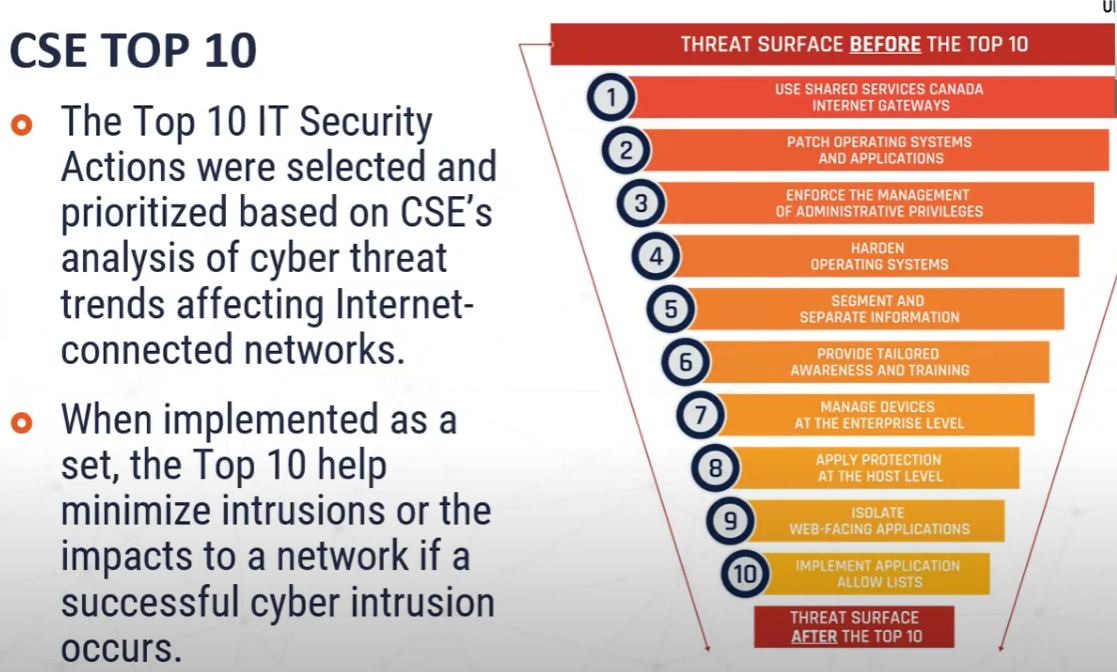 UI
CSE TOP 10
The Top 10 IT Security
Actions were selected and
prioritized based on CSE's
analysis of cyber threat
trends affecting Internet-
connected networks.
When implemented as a
set, the Top 10 help
minimize intrusions or the
impacts to a network if a
successful cyber intrusion
occurs.
THREAT SURFACE BEFORE THE TOP 10
1
USE SHARED SERVICES CANADA
INTERNET GATEWAYS
2
PATCH OPERATING SYSTEMS
AND APPLICATIONS
3
ENFORCE THE MANAGEMENT
OF ADMINISTRATIVE PRIVILEGES
4
HARDEN
OPERATING SYSTEMS
5
SEGMENT AND
SEPARATE INFORMATION
6
PROVIDE TAILORED
AWARENESS AND TRAINING
7
MANAGE DEVICES
AT THE ENTERPRISE LEVEL
8
APPLY PROTECTION
AT THE HOST LEVEL
9
ISOLATE
WEB-FACING APPLICATIONS
10
IMPLEMENT APPLICATION
ALLOW LISTS
THREAT SURFACE
AFTER THE TOP 10